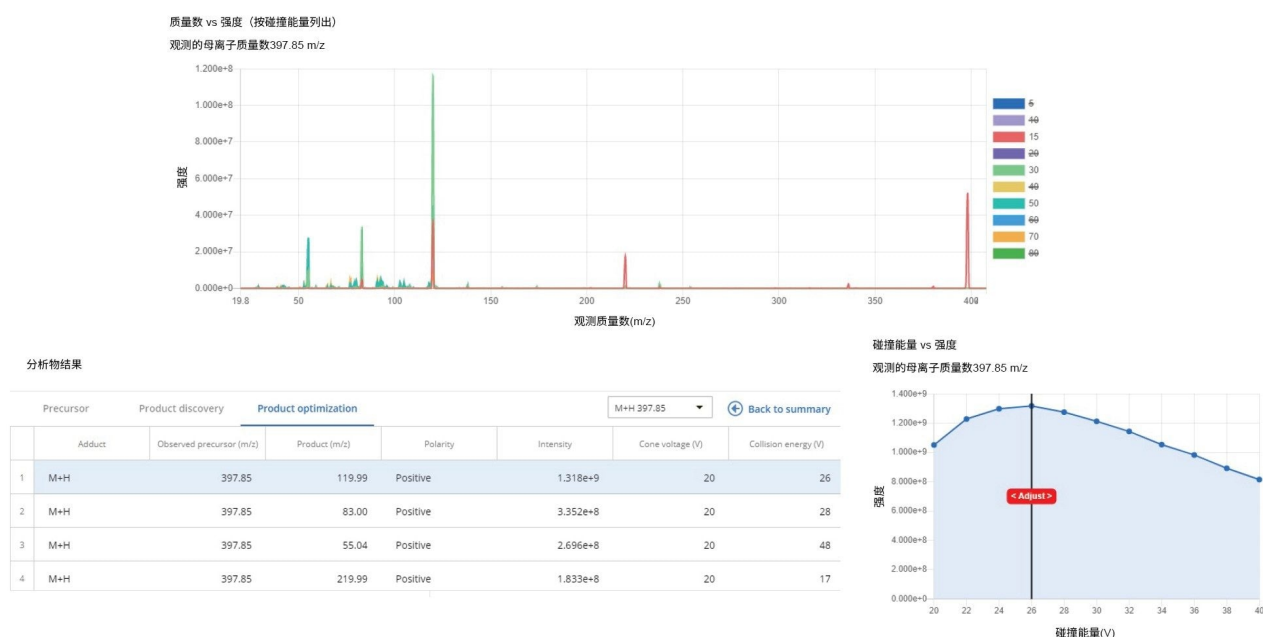 质量数 vs 强度（按碰撞能量列出）
观测的母离子质量数397.85 m/z
1.200e+8
1.000e+8
8.000e+7
6.000e+7
4.000e+7
2.000e+7
0.000e+0
强度
19.8 50 100 150 200 250 300 350 400
观测质量数(m/z)
5
10
15
20
30
40
50
60
70
80
分析物结果
Precursor Product discovery Product optimization M+H 397.85 Back to summary
Adduct Observed precursor (m/z) Product (m/z) Polarity Intensity Cone voltage (V) Collision energy (V)
1 M+H 397.85 119.99 Positive 1.318e+9 20 26
2 M+H 397.85 83.00 Positive 3.352e+8 20 28
3 M+H 397.85 55.04 Positive 2.696e+8 20 48
4 M+H 397.85 219.99 Positive 1.833e+8 20 17
碰撞能量 vs 强度
观测的母离子质量数397.85 m/z
1.400e+9
1.200e+9
1.000e+9
8.000e+8
6.000e+8
4.000e+8
2.000e+8
0.000e+0
强度
< Adjust >
20 22 24 26 28 30 32 34 36 38 40
碰撞能量(V)